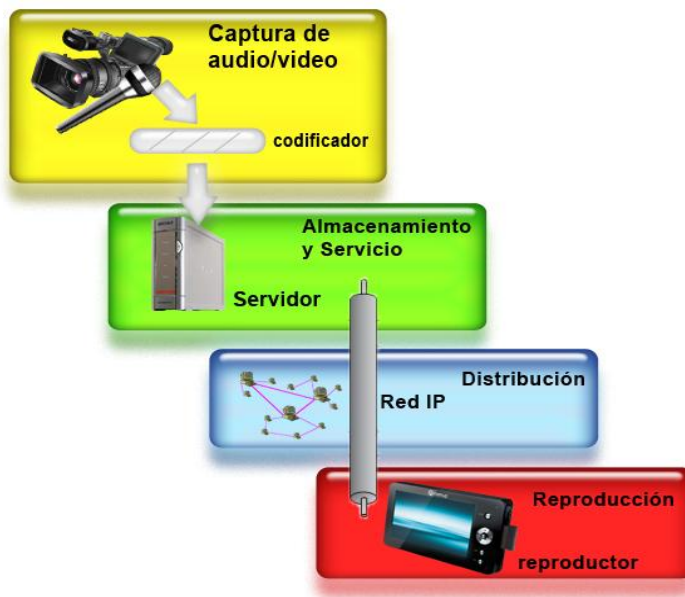 Captura de
audio/video
codificador
Almacenamiento
y Servicio
Servidor
Distribución
Red IP
Reproducción
reproductor